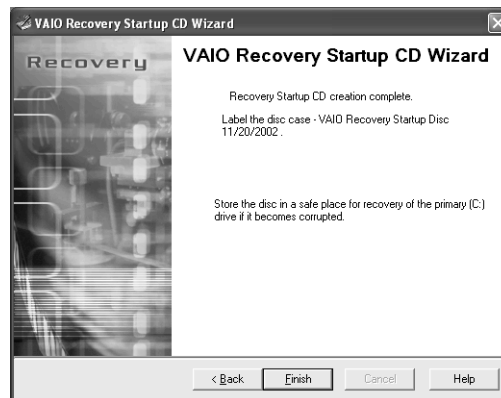 VAIO Recovery Startup CD Wizard
Recovery
VAIO Recovery Startup CD Wizard
Recovery Startup CD creation complete.
Label the disc case - VAIO Recovery Startup Disc
11/20/2002 .
Store the disc in a safe place for recovery of the primary (C:)
drive if it becomes corrupted.
< Back Finish Cancel Help